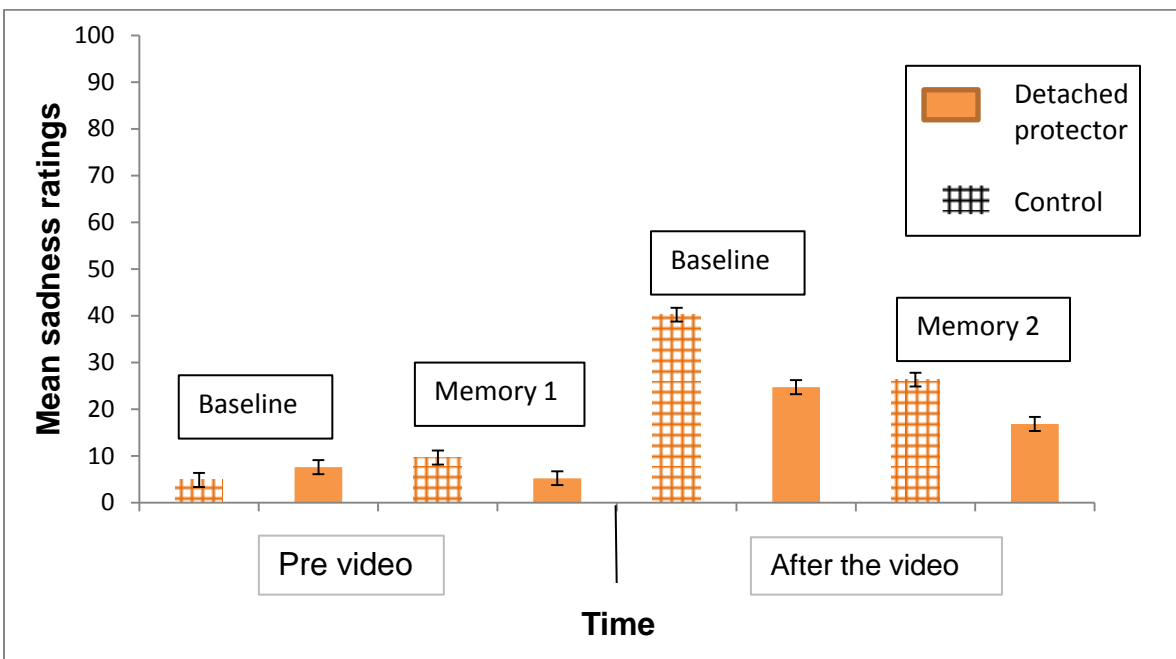 Mean sadness ratings
100
90
80
70
60
50
40
30
20
10
0
Detached
protector
Control
Baseline
Memory 1
Baseline
Memory 2
Pre video
After the video
Time